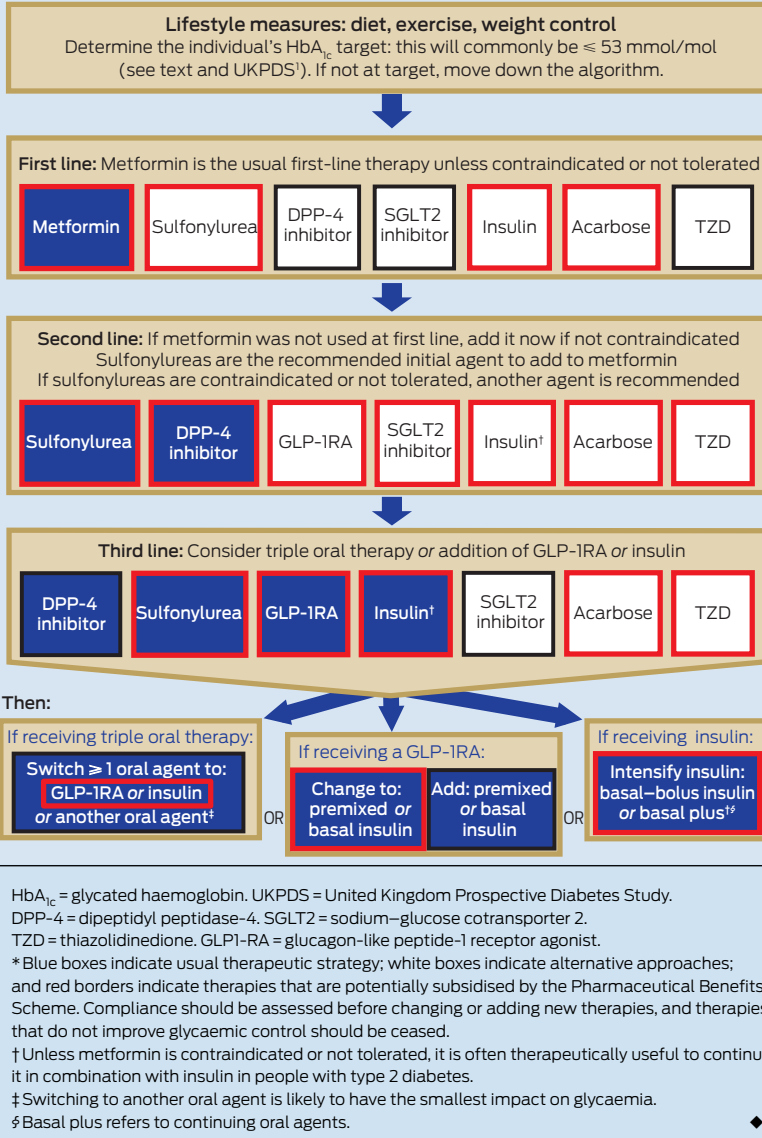 Lifestyle measures: diet, exercise, weight control
Determine the individual's HbA1c target: this will commonly be ≤ 53 mmol/mol
(see text and UKPDS¹). If not at target, move down the algorithm.
First line: Metformin is the usual first-line therapy unless contraindicated or not tolerated
Metformin
Sulfonylurea
DPP-4
inhibitor
SGLT2
inhibitor
Insulin
Acarbose
TZD
Second line: If metformin was not used at first line, add it now if not contraindicated
Sulfonylureas are the recommended initial agent to add to metformin
If sulfonylureas are contraindicated or not tolerated, another agent is recommended
Sulfonylurea
DPP-4
inhibitor
GLP-1RA
SGLT2
inhibitor
Insulin†
Acarbose
TZD
Third line: Consider triple oral therapy or addition of GLP-1RA or insulin
DPP-4
inhibitor
Sulfonylurea
GLP-1RA
Insulin†
SGLT2
inhibitor
Acarbose
TZD
Then:
If receiving triple oral therapy:
Switch ≥ 1 oral agent to:
GLP-1RA or insulin
or another oral agent‡
OR
If receiving a GLP-1RA:
Change to:
premixed or
basal insulin
Add: premixed
or basal
insulin
OR
If receiving insulin:
Intensify insulin:
basal–bolus insulin
or basal plus†§
HbA1c = glycated haemoglobin. UKPDS = United Kingdom Prospective Diabetes Study.
DPP-4 = dipeptidyl peptidase-4. SGLT2 = sodium–glucose cotransporter 2.
TZD = thiazolidinedione. GLP1-RA = glucagon-like peptide-1 receptor agonist.
* Blue boxes indicate usual therapeutic strategy; white boxes indicate alternative approaches;
and red borders indicate therapies that are potentially subsidised by the Pharmaceutical Benefits
Scheme. Compliance should be assessed before changing or adding new therapies, and therapies
that do not improve glycaemic control should be ceased.
† Unless metformin is contraindicated or not tolerated, it is often therapeutically useful to continu
it in combination with insulin in people with type 2 diabetes.
‡ Switching to another oral agent is likely to have the smallest impact on glycaemia.
§ Basal plus refers to continuing oral agents.